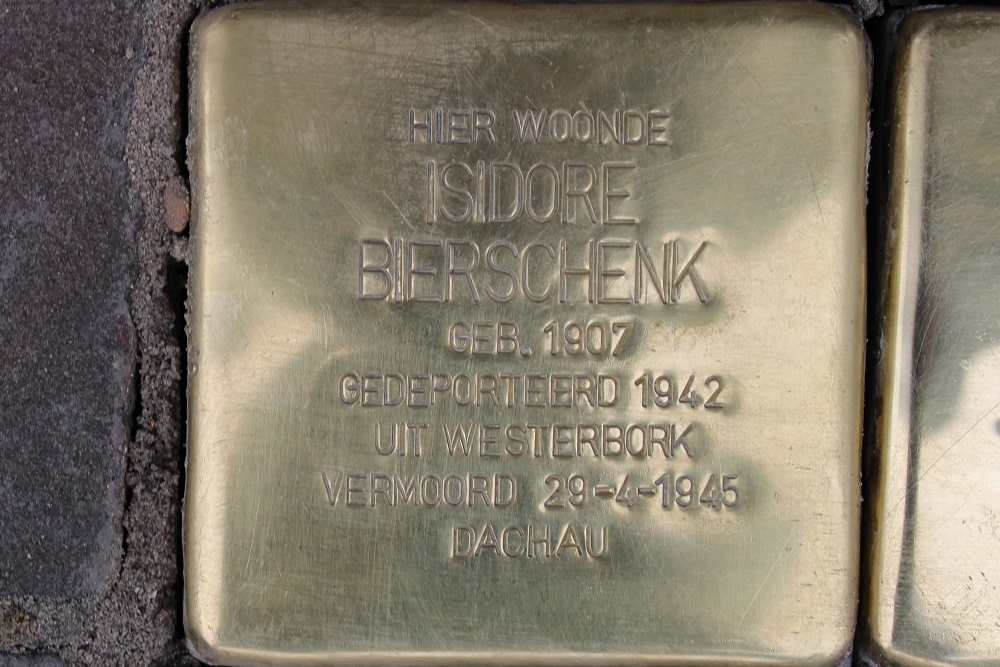 HIER WOONDE
ISIDORE
BIERSCHENK
GEB. 1907
GEDEPORTEERD 1942
UIT WESTERBORK
VERMOORD 29-4-1945
DACHAU